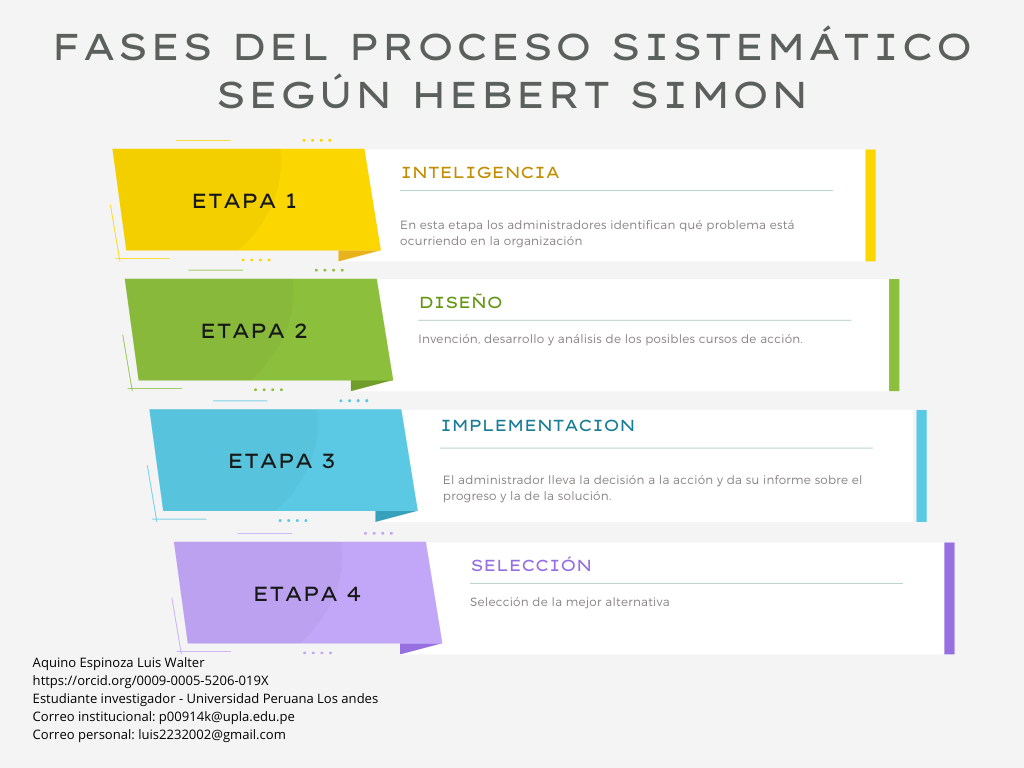 FASES DEL PROCESO SISTEMÁTICO
SEGÚN HEBERT SIMON
ETAPA 1
INTELIGENCIA
En esta etapa los administradores identifican qué problema está
ocurriendo en la organización
ETAPA 2
DISEÑO
Invención, desarrollo y análisis de los posibles cursos de acción.
ETAPA 3
IMPLEMENTACION
El administrador lleva la decisión a la acción y da su informe sobre el
progreso y la de la solución.
ETAPA 4
SELECCIÓN
Selección de la mejor alternativa
Aquino Espinoza Luis Walter
https://orcid.org/0009-0005-5206-019X
Estudiante investigador - Universidad Peruana Los andes
Correo institucional: p00914k@upla.edu.pe
Correo personal: luis2232002@gmail.com